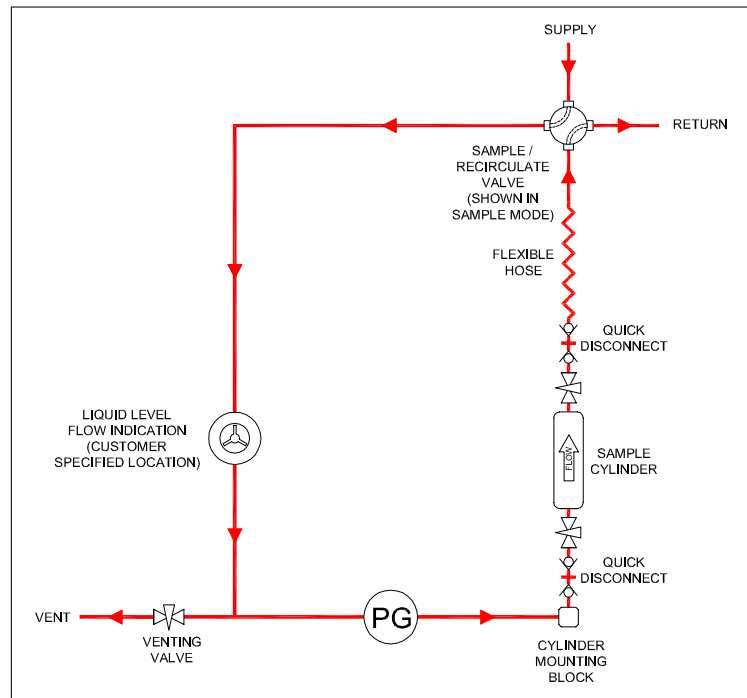 SUPPLY
RETURN
SAMPLE /
RECIRCULATE
VALVE
(SHOWN IN
SAMPLE MODE)
FLEXIBLE
HOSE
QUICK
DISCONNECT
LIQUID LEVEL
FLOW INDICATION
(CUSTOMER
SPECIFIED LOCATION)
FLOW
SAMPLE
CYLINDER
QUICK
DISCONNECT
VENT
VENTING
VALVE
PG
CYLINDER
MOUNTING
BLOCK